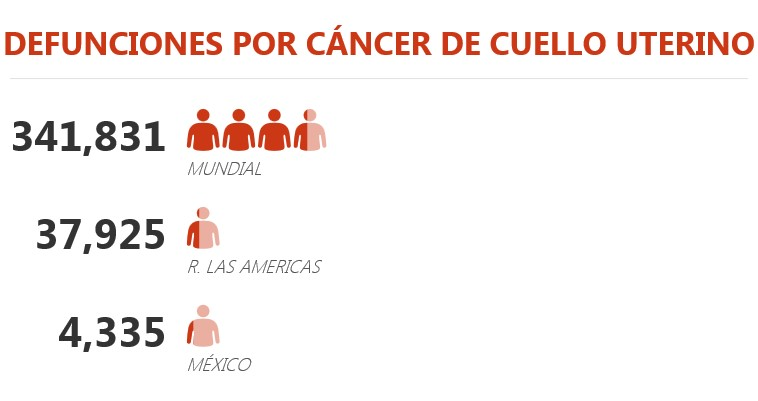 DEFUNCIONES POR CÁNCER DE CUELLO UTERINO
341,831
MUNDIAL
37,925
R. LAS AMERICAS
4,335
MÉXICO